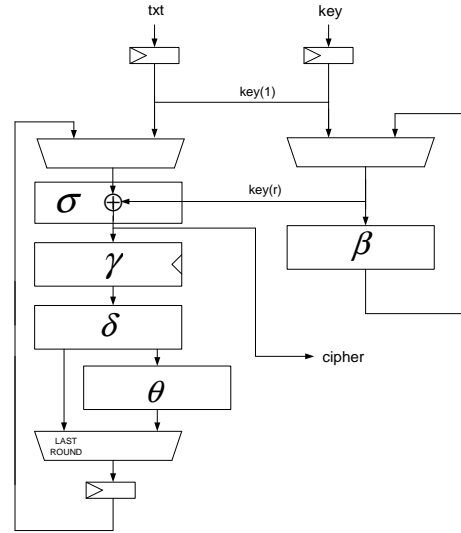 txt
key
key(1)
σ
key(r)
γ
β
δ
cipher
θ
LAST
ROUND